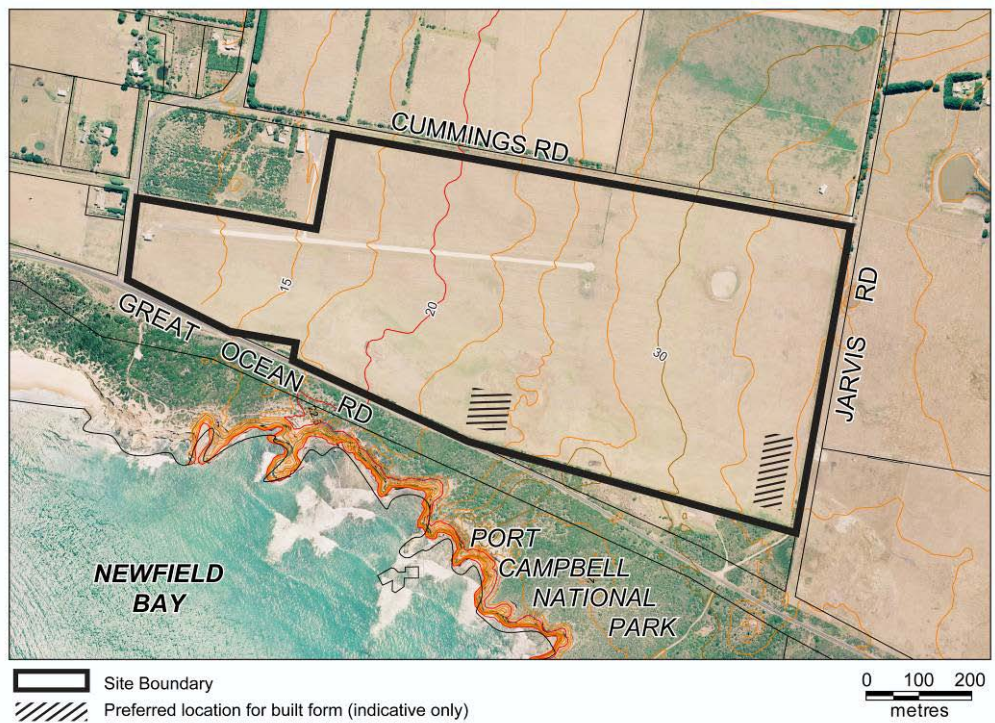 CUMMINGS RD
15
20
30
GREAT OCEAN RD
JARVIS RD
PORT
CAMPBELL
NATIONAL
PARK
NEWFIELD
BAY
Site Boundary
Preferred location for built form (indicative only)
0 100 200
metres